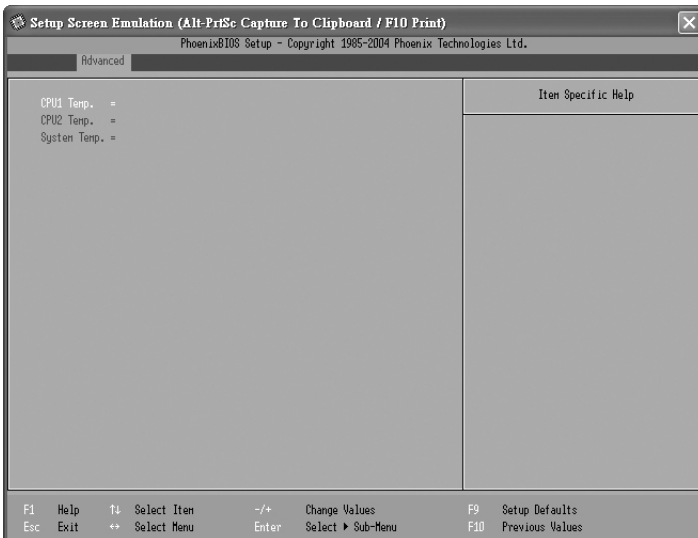 Setup Screen Emulation (Alt-PrtSc Capture To Clipboard / F10 Print)
PhoenixBIOS Setup - Copyright 1985-2004 Phoenix Technologies Ltd.
Advanced
CPU1 Temp. =
CPU2 Temp. =
System Temp. =
Item Specific Help
F1 Help ↑↓ Select Item -/+ Change Values F9 Setup Defaults
Esc Exit ↔ Select Menu Enter Select ▶ Sub-Menu F10 Previous Values